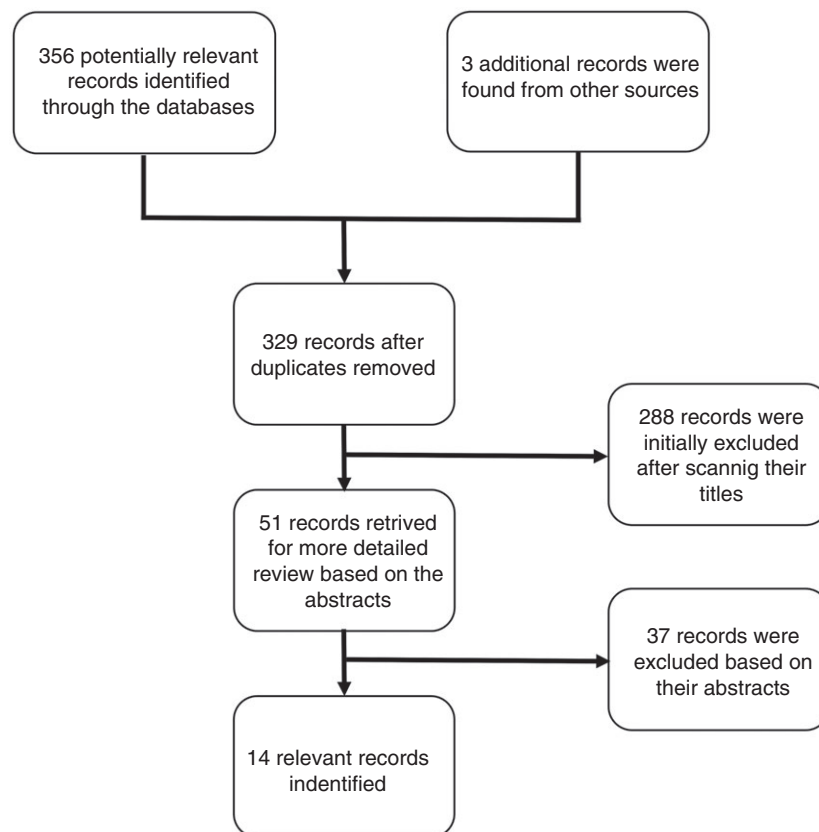 356 potentially relevant
records identified
through the databases
3 additional records were
found from other sources
329 records after
duplicates removed
288 records were
initially excluded
after scannig their
titles
51 records retrived
for more detailed
review based on the
abstracts
37 records were
excluded based on
their abstracts
14 relevant records
indentified